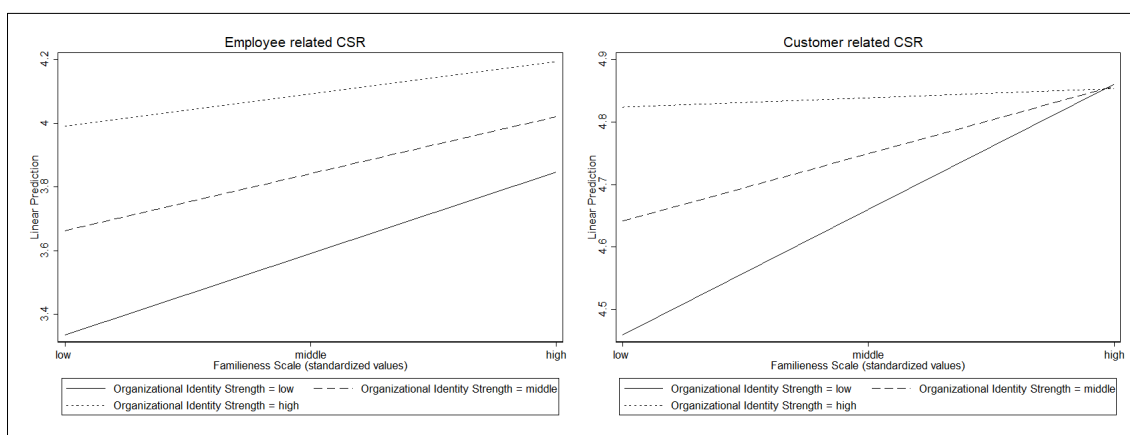 Employee related CSR
Linear Prediction
4.2
4
3.8
3.6
3.4
low middle high
Familieness Scale (standardized values)
Organizational Identity Strength = low Organizational Identity Strength = middle
Organizational Identity Strength = high
Customer related CSR
Linear Prediction
4.9
4.8
4.7
4.6
4.5
low middle high
Familieness Scale (standardized values)
Organizational Identity Strength = low Organizational Identity Strength = middle
Organizational Identity Strength = high